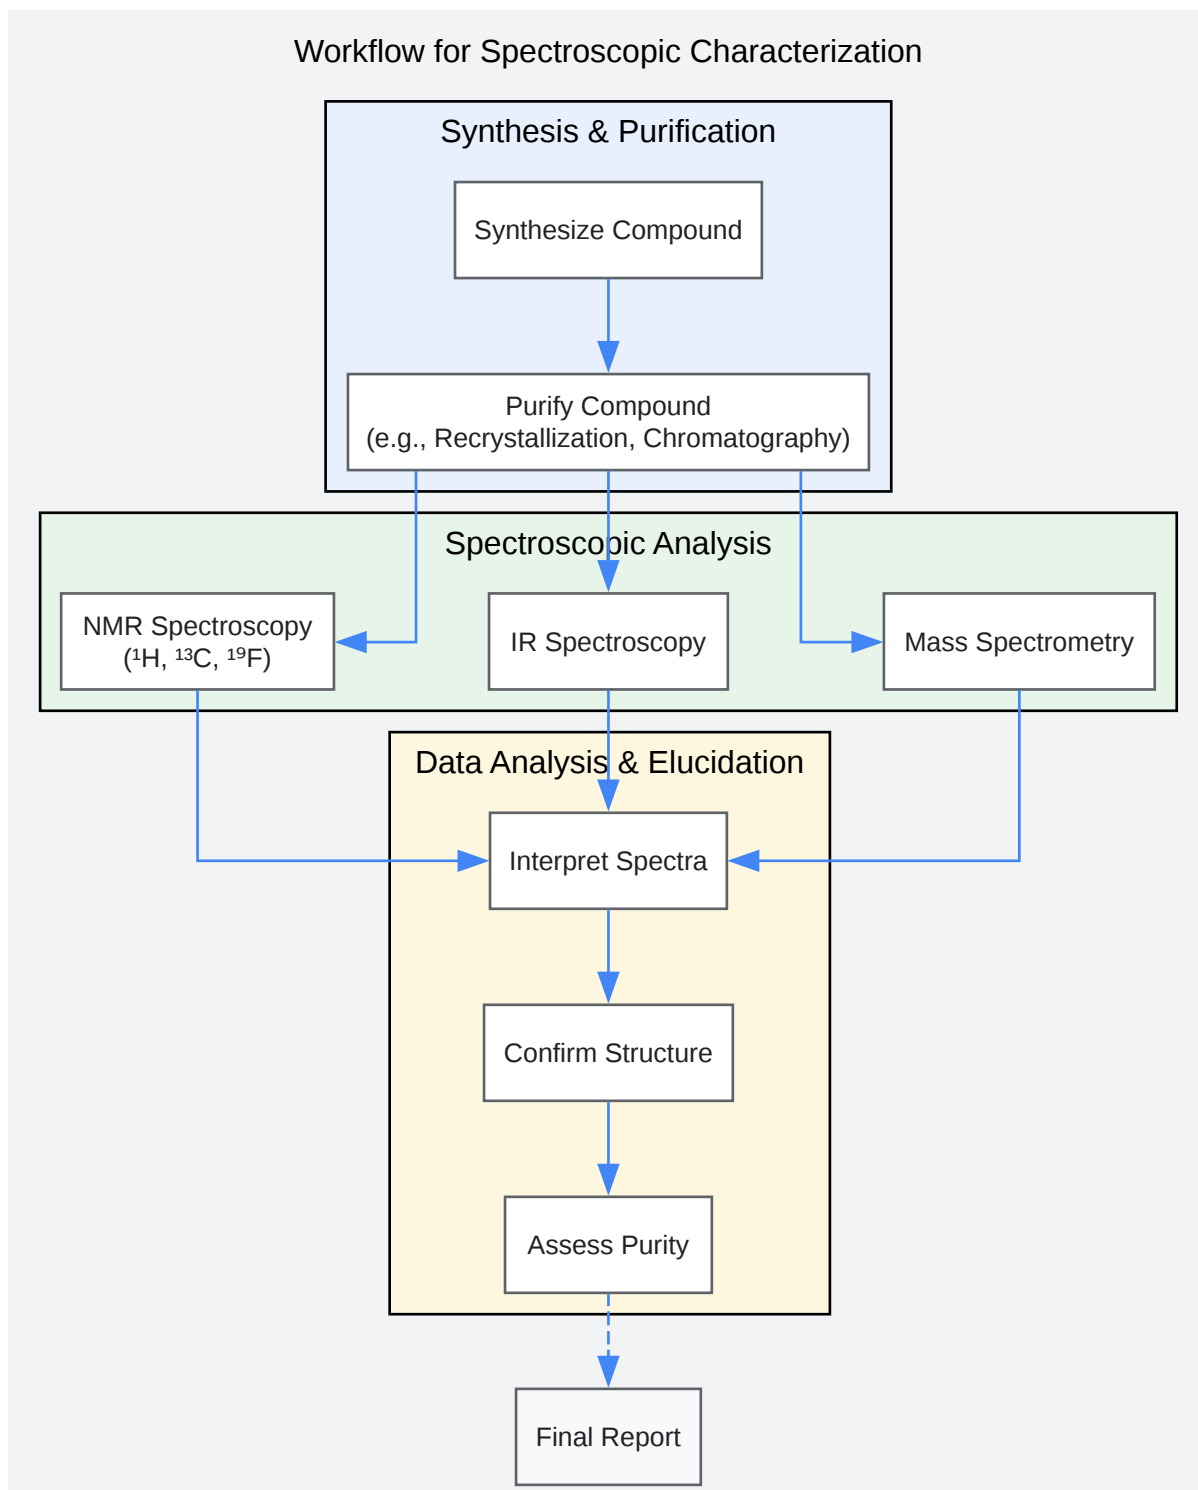 Workflow for Spectroscopic Characterization
Synthesis & Purification
Synthesize Compound
Purify Compound
(e.g., Recrystallization, Chromatography)
Spectroscopic Analysis
NMR Spectroscopy
(¹H, ¹³C, ¹⁹F)
IR Spectroscopy
Mass Spectrometry
Data Analysis & Elucidation
Interpret Spectra
Confirm Structure
Assess Purity
Final Report